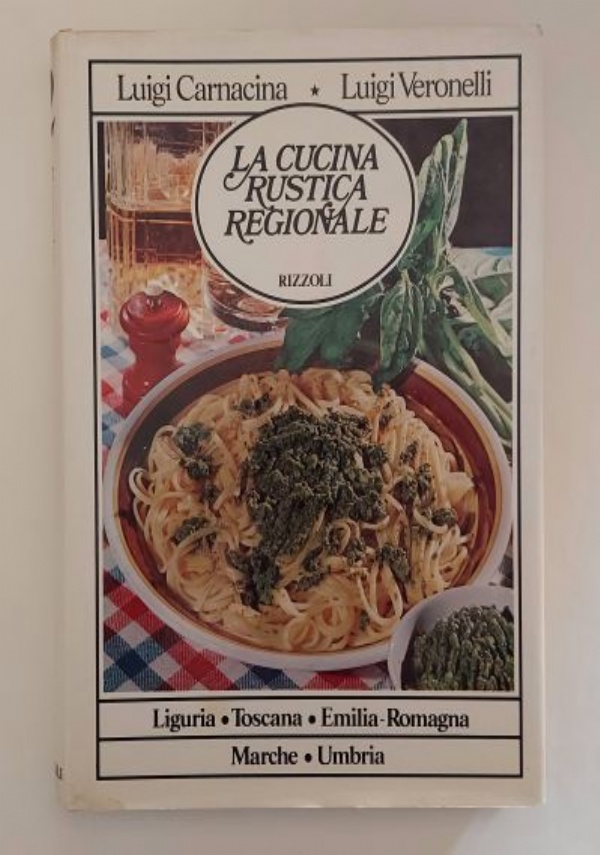 Luigi Carnacina ★ Luigi Veronelli
LA CUCINA
RUSTICA
REGIONALE
RIZZOLI
Liguria • Toscana • Emilia-Romagna
Marche • Umbria